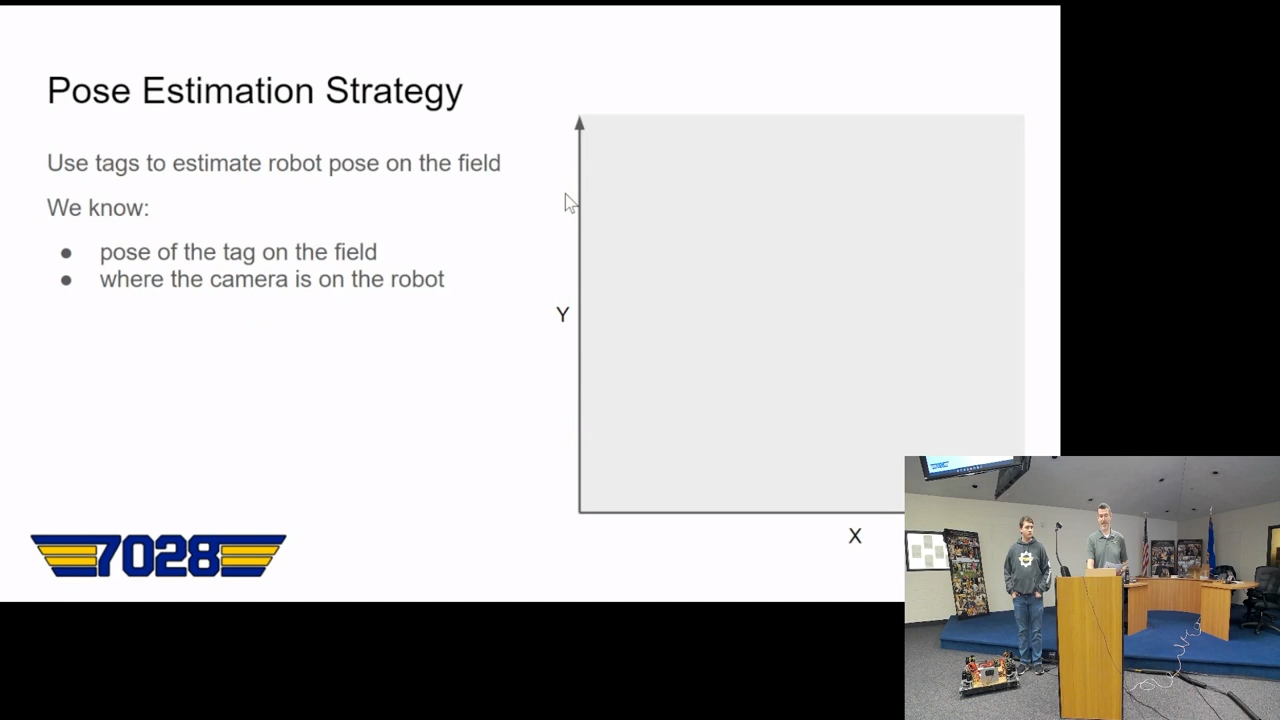 Pose Estimation Strategy
Use tags to estimate robot pose on the field
We know:
● pose of the tag on the field
● where the camera is on the robot
Y
X
7028